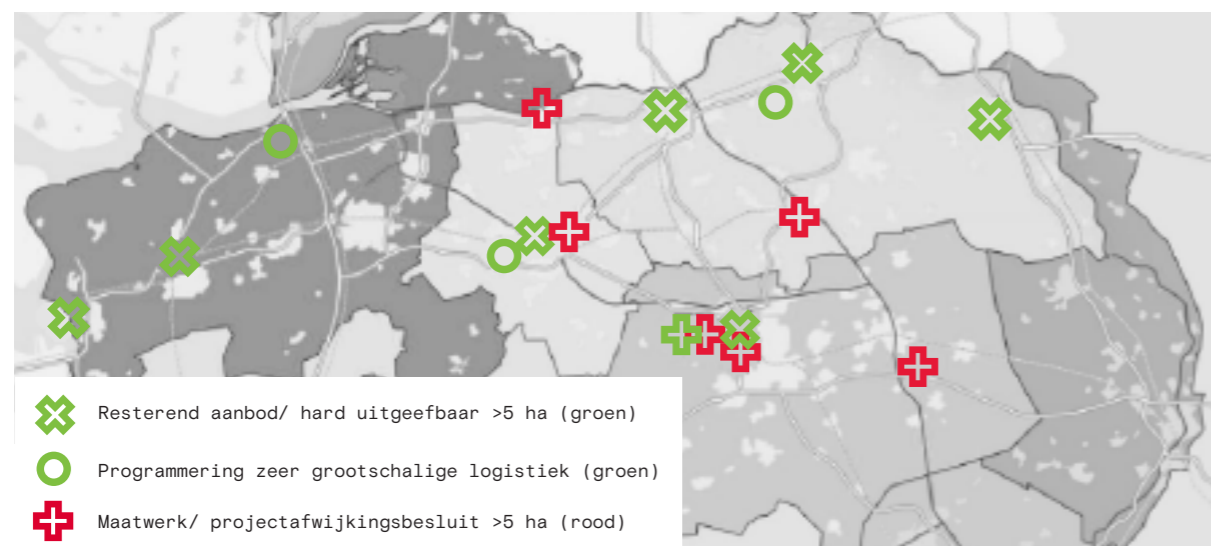 Resterend aanbod/ hard uitgeefbaar >5 ha (groen)
Programmering zeer grootschalige logistiek (groen)
Maatwerk/ projectafwijkingsbesluit >5 ha (rood)